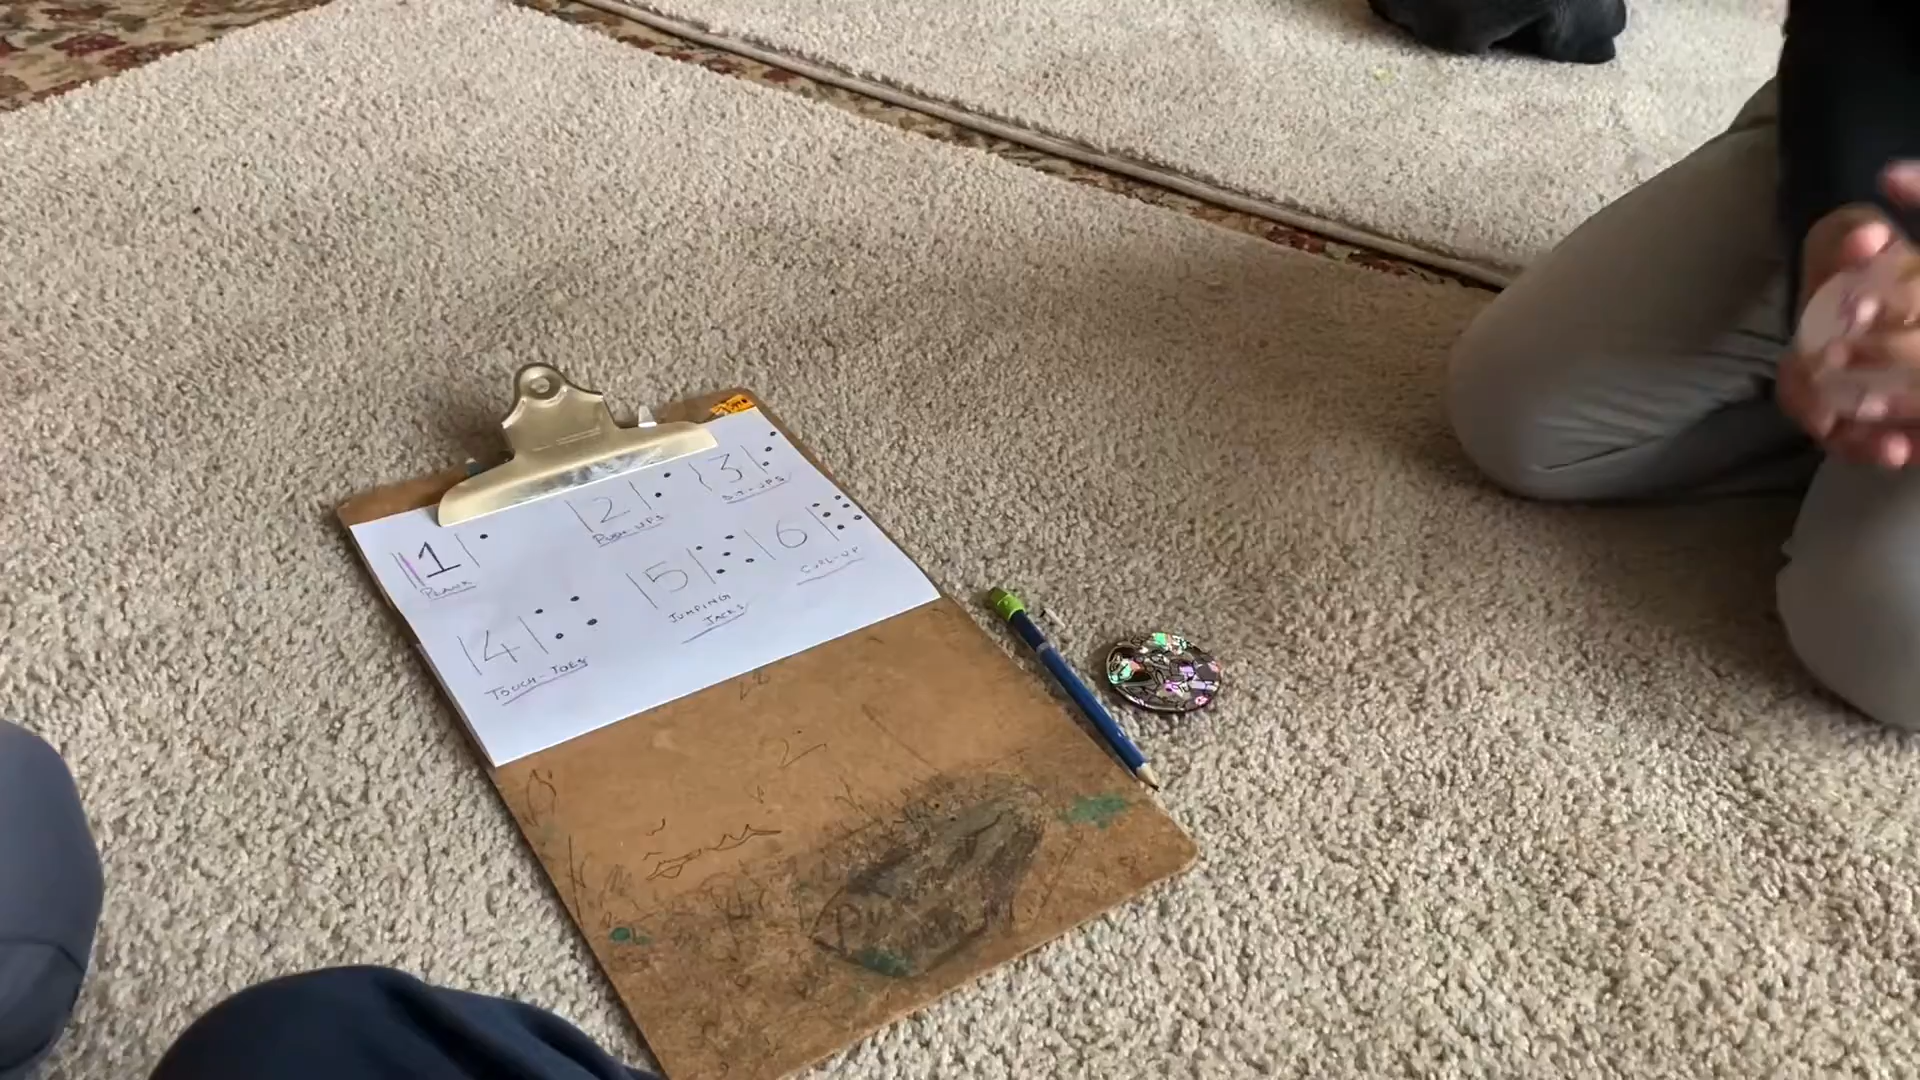 1
PLANK
2
PUSH-UPS
3
SIT-UPS
4
TOUCH-TOES
5
JUMPING
JACKS
6
CURL-UP